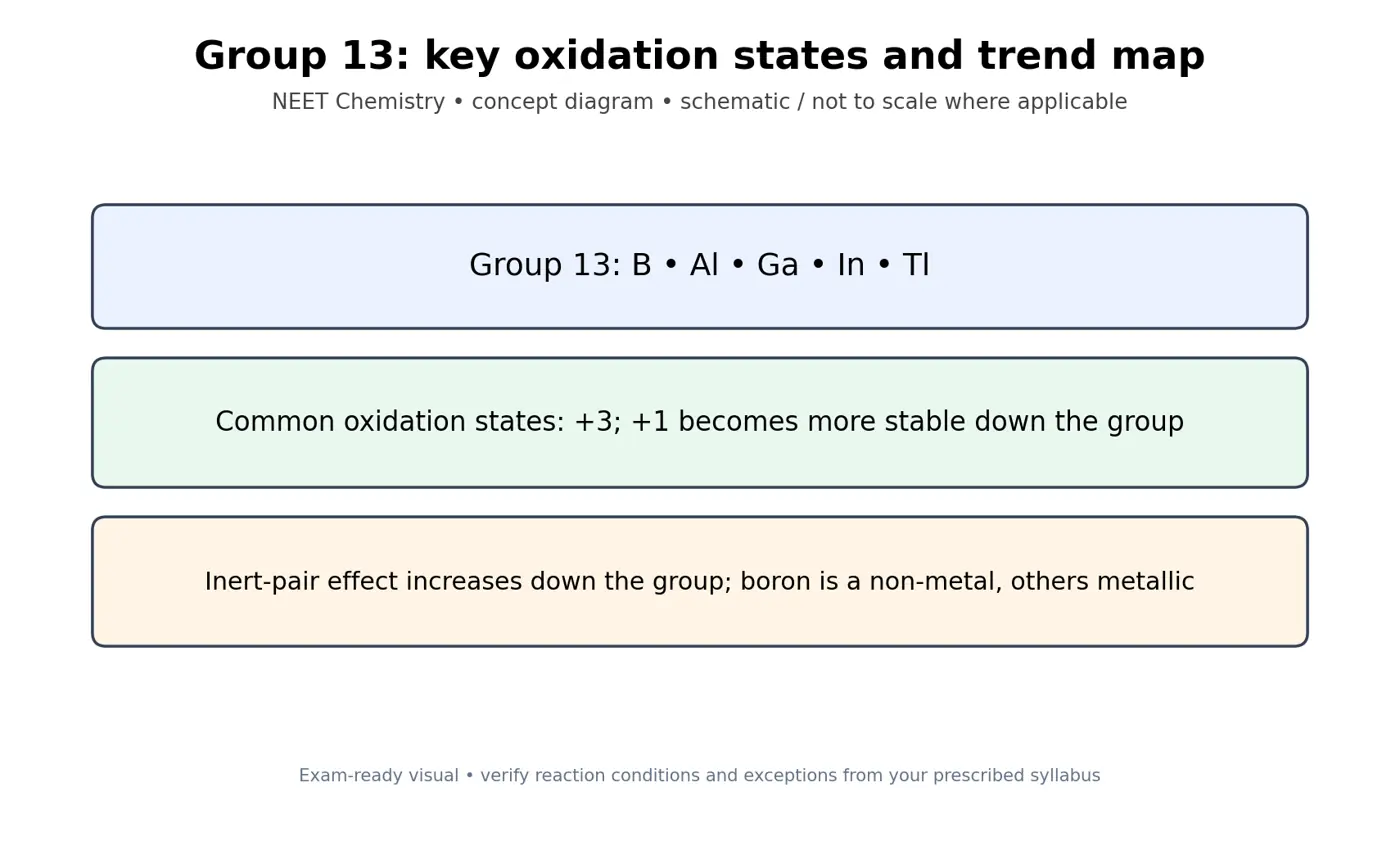 Group 13: key oxidation states and trend map
NEET Chemistry • concept diagram • schematic / not to scale where applicable
Group 13: B • Al • Ga • In • Tl
Common oxidation states: +3; +1 becomes more stable down the group
Inert-pair effect increases down the group; boron is a non-metal, others metallic
Exam-ready visual • verify reaction conditions and exceptions from your prescribed syllabus